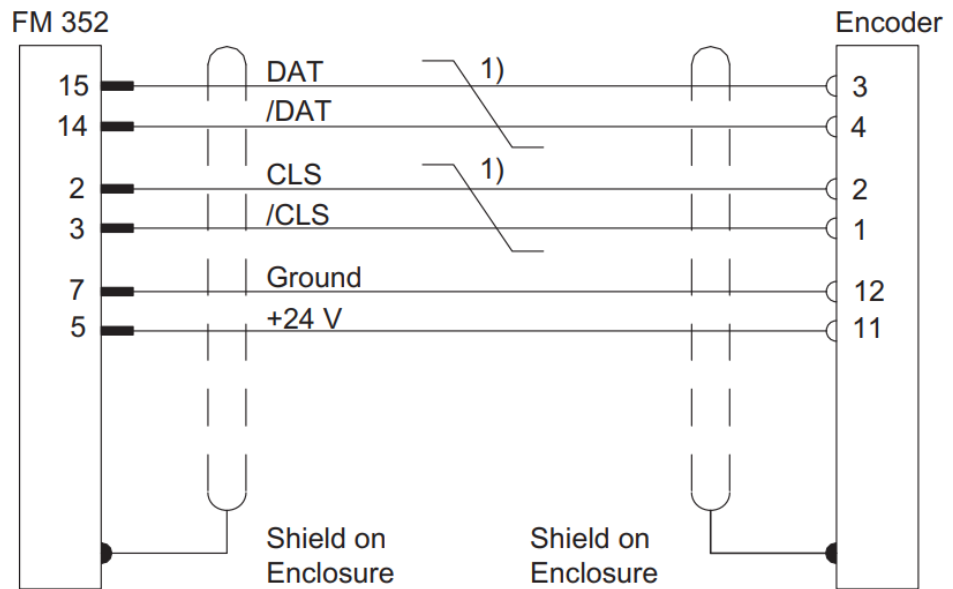 FM 352 Encoder
15 DAT 1) 3
14 /DAT 4
2 CLS 1) 2
3 /CLS 1
7 Ground 12
5 +24 V 11
Shield on Shield on
Enclosure Enclosure